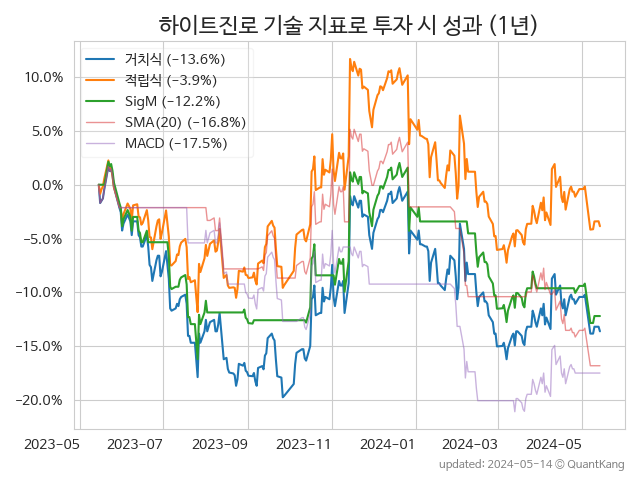 하이트진로 기술 지표로 투자 시 성과 (1년)
거치식 (−13.6%)
적립식 (−3.9%)
SigM (−12.2%)
SMA(20) (−16.8%)
MACD (−17.5%)
10.0%
5.0%
0.0%
−5.0%
−10.0%
−15.0%
−20.0%
2023-05 2023-07 2023-09 2023-11 2024-01 2024-03 2024-05
updated: 2024-05-14 © QuantKang